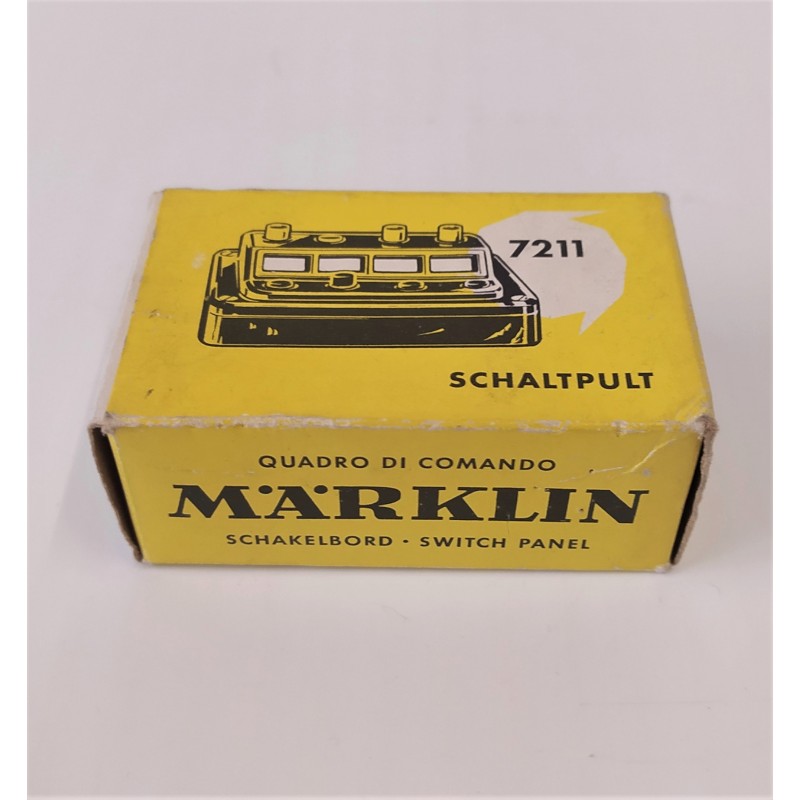 7211
SCHALTPULT
QUADRO DI COMANDO
MÄRKLIN
SCHAKELBORD · SWITCH PANEL